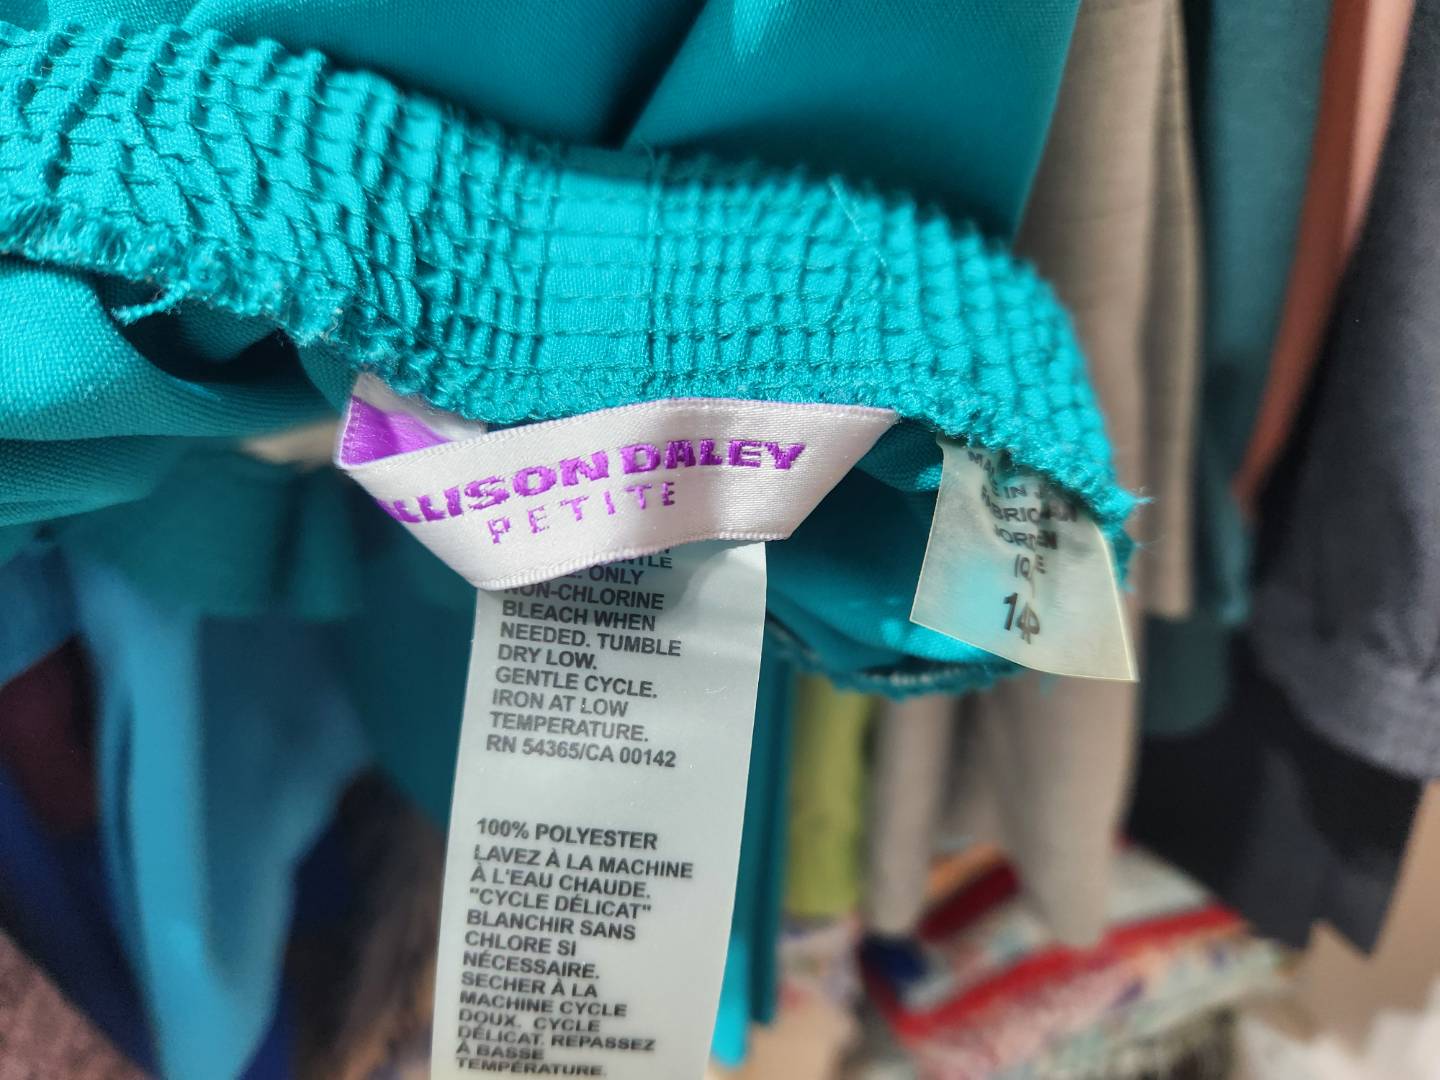 ALLISON DALEY
PETITE
ONLY
NON-CHLORINE
BLEACH WHEN
NEEDED. TUMBLE
DRY LOW.
GENTLE CYCLE.
IRON AT LOW
TEMPERATURE.
RN 54365/CA 00142
100% POLYESTER
LAVEZ À LA MACHINE
À L'EAU CHAUDE.
"CYCLE DÉLICAT"
BLANCHIR SANS
CHLORE SI
NÉCESSAIRE.
SECHER À LA
MACHINE CYCLE
DOUX. CYCLE
DÉLICAT. REPASSEZ
À BASSE
TEMPÉRATURE.
IN
14P